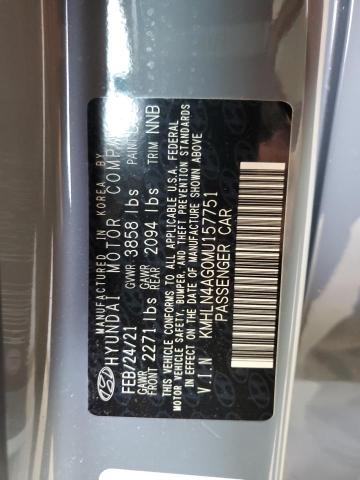 MANUFACTURED IN KOREA BY
HYUNDAI MOTOR COMPA
FEB/24/21 GVWR 3858 lbs PAINT
GAWR FRONT 2271 lbs GAWR REAR 2094 lbs TRIM NNB
THIS VEHICLE CONFORMS TO ALL APPLICABLE U.S.A. FEDERAL
MOTOR VEHICLE SAFETY, BUMPER, AND THEFT PREVENTION STANDARDS
IN EFFECT ON THE DATE OF MANUFACTURE SHOWN ABOVE
V.I.N KMHLN4AG0MU157751
PASSENGER CAR